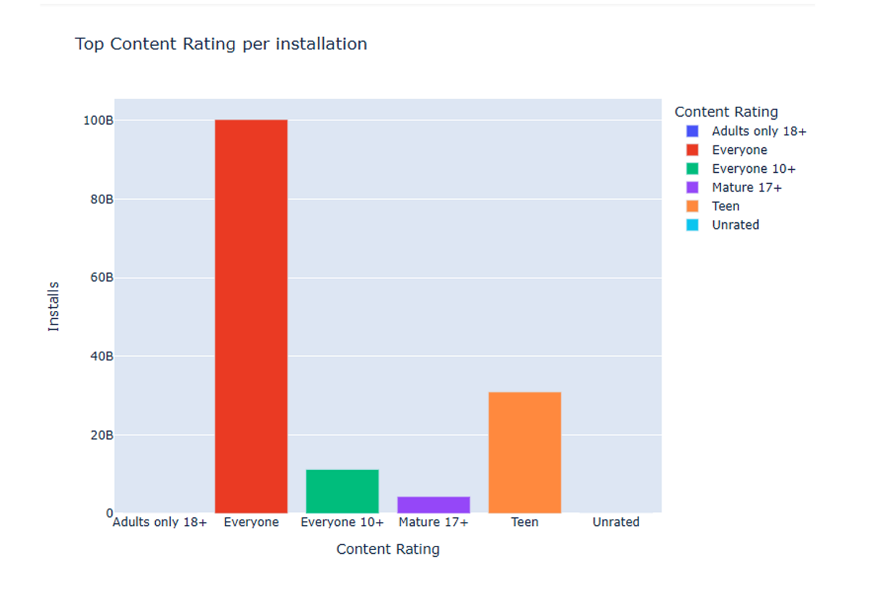 Top Content Rating per installation
100B
80B
60B
40B
20B
0
Installs
Adults only 18+ Everyone Everyone 10+ Mature 17+ Teen Unrated
Content Rating
Content Rating
Adults only 18+
Everyone
Everyone 10+
Mature 17+
Teen
Unrated